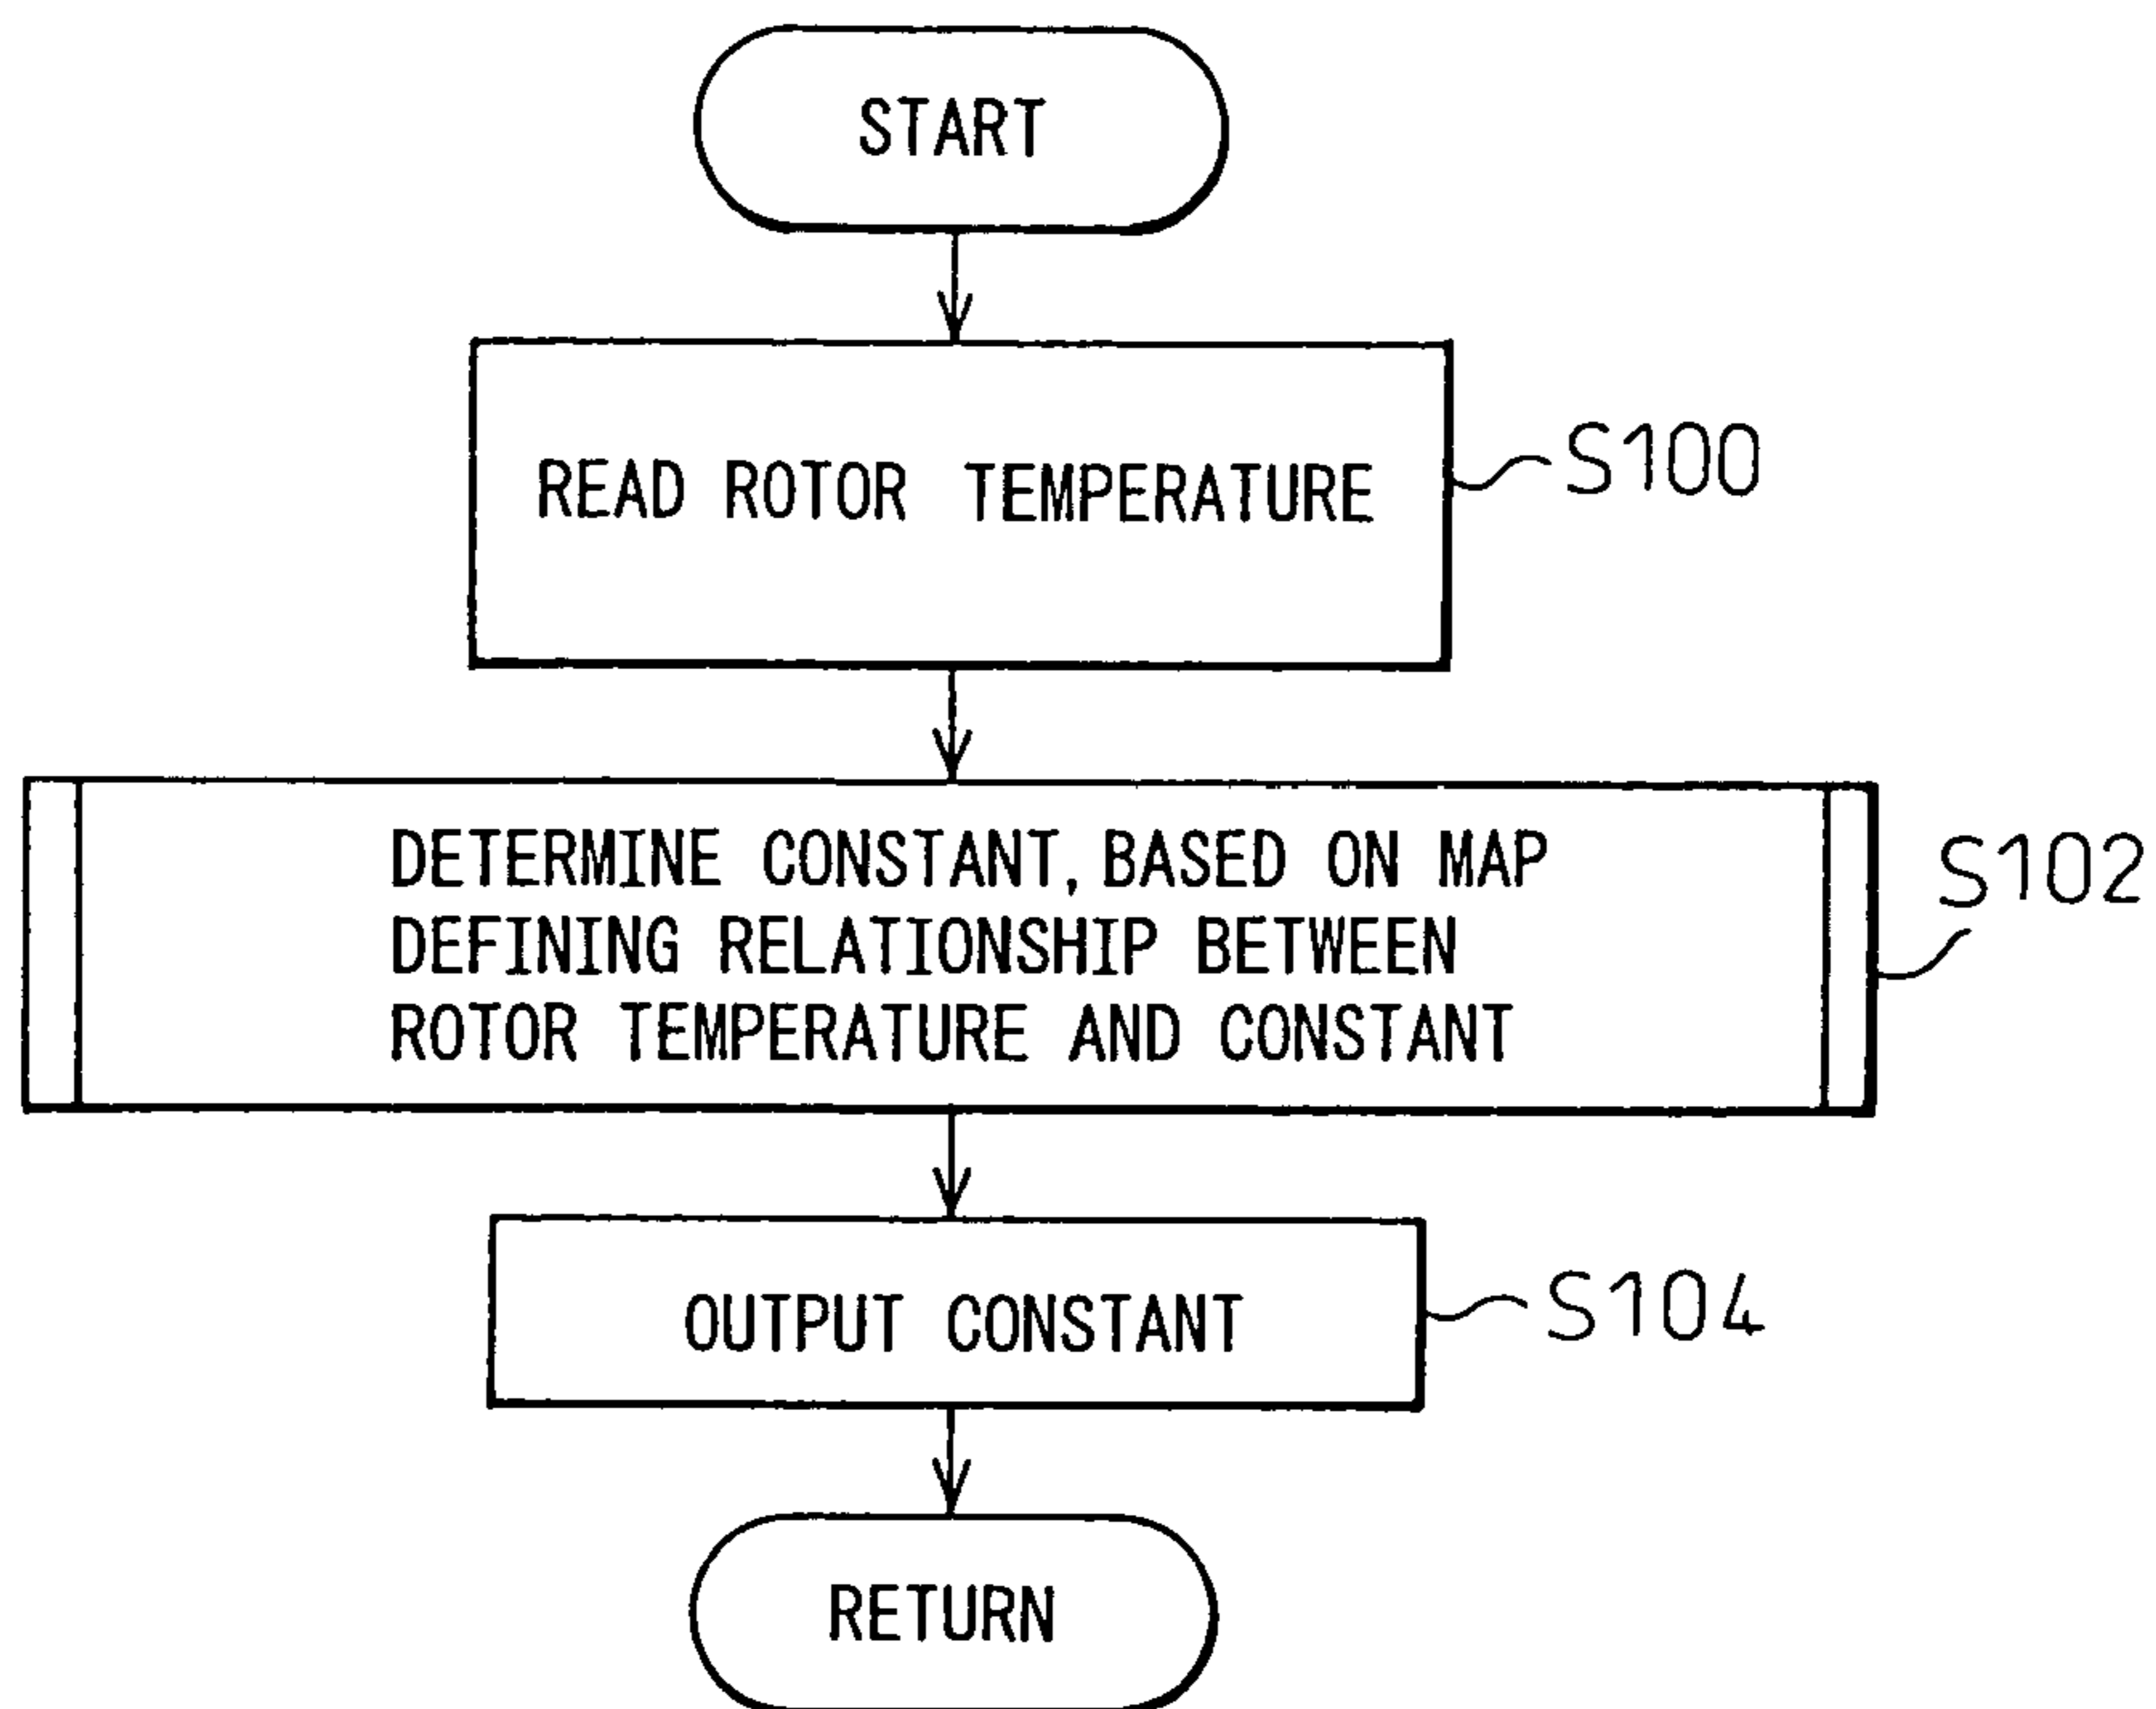 START
READ ROTOR TEMPERATURE
S100
DETERMINE CONSTANT, BASED ON MAP
DEFINING RELATIONSHIP BETWEEN
ROTOR TEMPERATURE AND CONSTANT
S102
OUTPUT CONSTANT
S104
RETURN